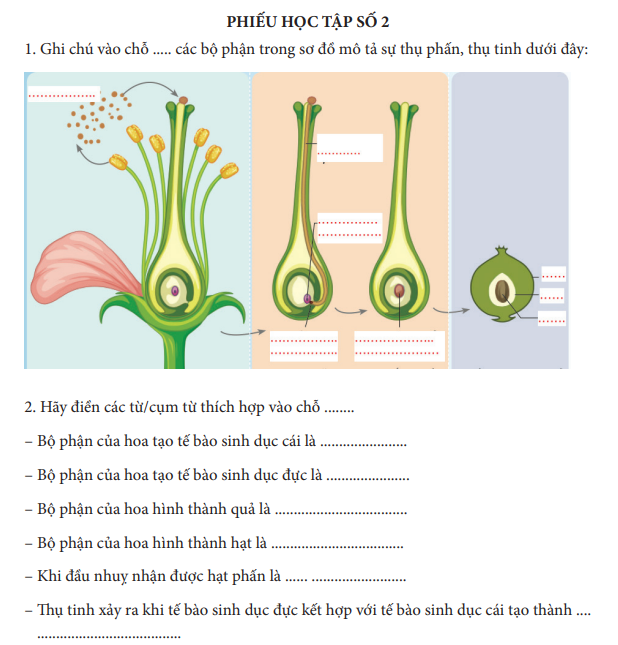 PHIẾU HỌC TẬP SỐ 2
1. Ghi chú vào chỗ ..... các bộ phận trong sơ đồ mô tả sự thụ phấn, thụ tinh dưới đây:
2. Hãy điền các từ/cụm từ thích hợp vào chỗ ........
– Bộ phận của hoa tạo tế bào sinh dục cái là .......................
– Bộ phận của hoa tạo tế bào sinh dục đực là ......................
– Bộ phận của hoa hình thành quả là ...................................
– Bộ phận của hoa hình thành hạt là ...................................
– Khi đầu nhuỵ nhận được hạt phấn là ...... .........................
– Thụ tinh xảy ra khi tế bào sinh dục đực kết hợp với tế bào sinh dục cái tạo thành ....
......................................